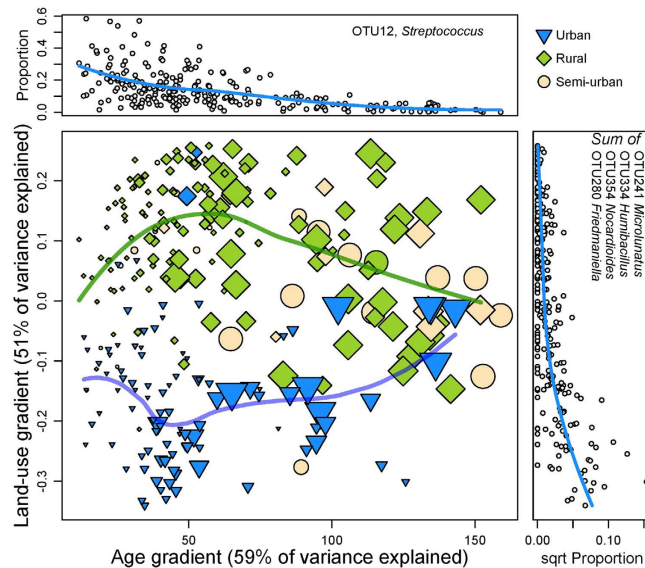 OTU12, Streptococcus
Urban
Rural
Semi-urban
Proportion
0.6
0.4
0.2
0.0
Land-use gradient (51% of variance explained)
0.2
0.1
0.0
-0.1
-0.2
-0.3
50
100
150
Age gradient (59% of variance explained)
Sum of
OTU241 Microlunatus
OTU334 Humibacillus
OTU354 Nocardioides
OTU280 Friedmaniella
0.00
0.10
sqrt Proportion